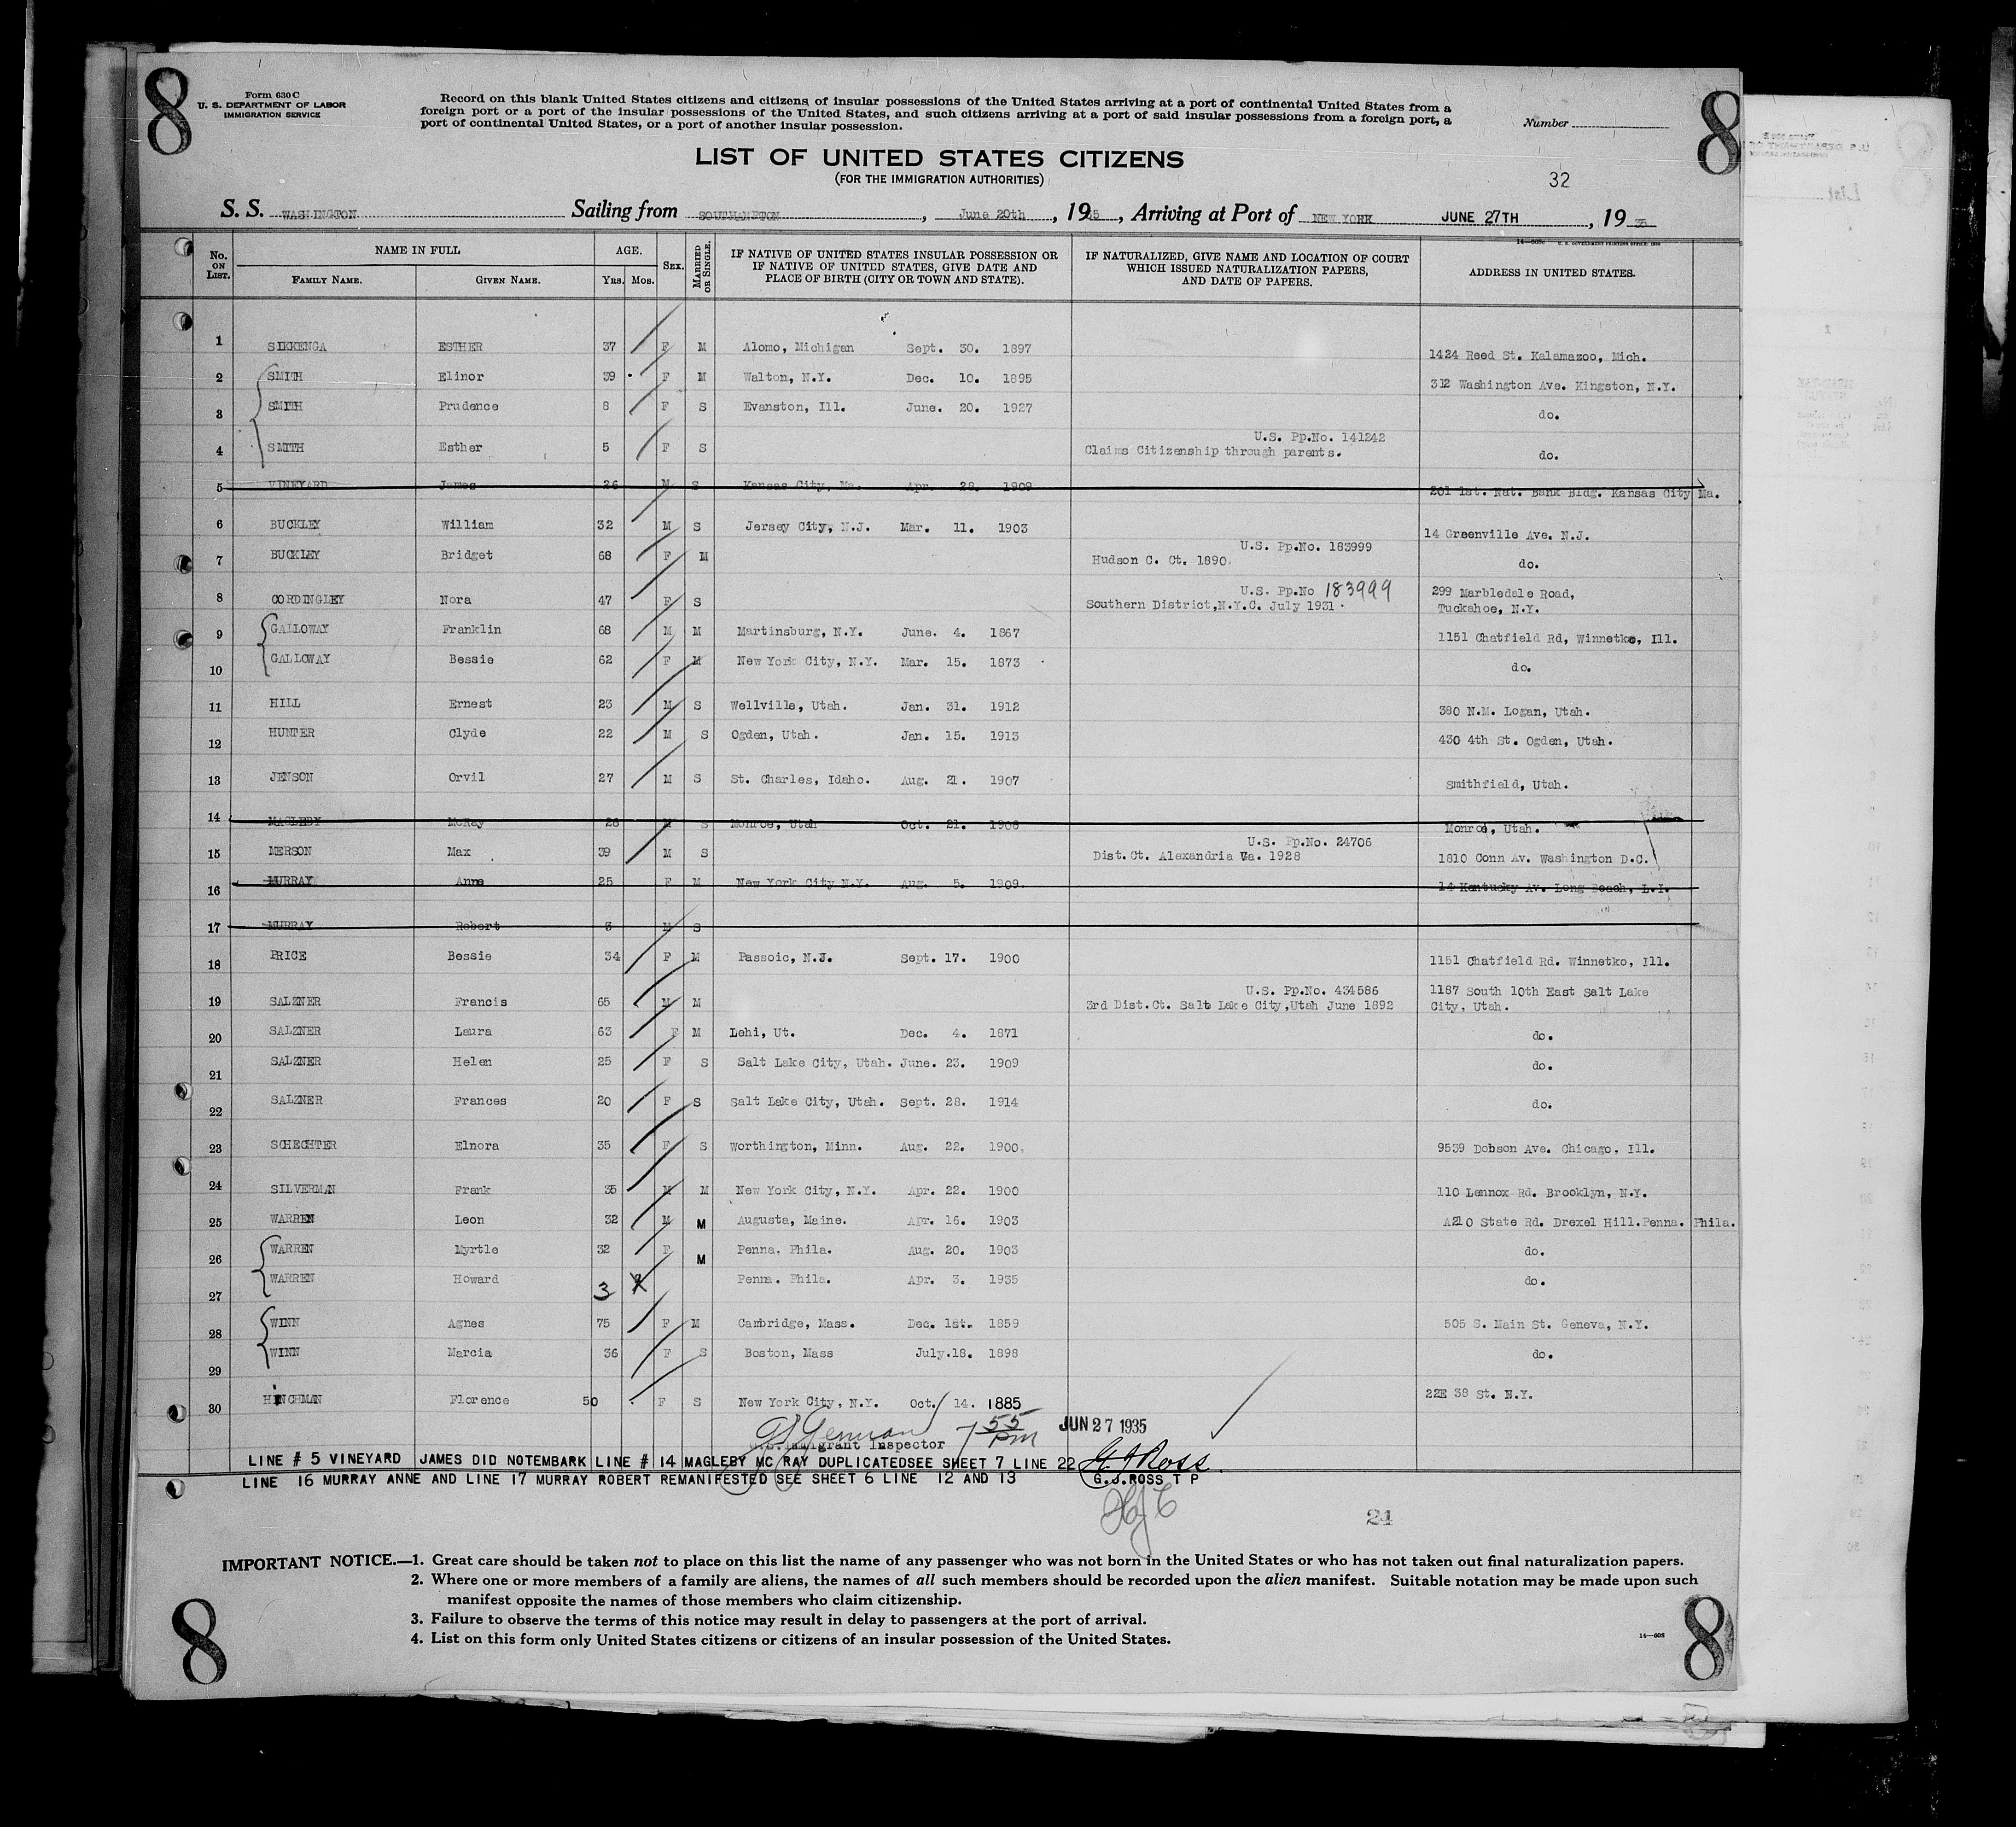 8
8
Form 630 C
U. S. DEPARTMENT OF LABOR
IMMIGRATION SERVICE
Record on this blank United States citizens and citizens of insular possessions of the United States arriving at a port of continental United States from a
foreign port or a port of the insular possessions of the United States, and such citizens arriving at a port of said insular possessions from a foreign port, a
port of continental United States, or a port of another insular possession.
Number
LIST OF UNITED STATES CITIZENS
(FOR THE IMMIGRATION AUTHORITIES)
32
S. S. WASHINGTON Sailing from SOUTHAMPTON, June 20th, 1935, Arriving at Port of NEW YORK JUNE 27TH, 1935
No. ON LIST. NAME IN FULL FAMILY NAME. GIVEN NAME. AGE. YRS. MOS. SEX. MARRIED OR SINGLE. IF NATIVE OF UNITED STATES INSULAR POSSESSION OR IF NATIVE OF UNITED STATES, GIVE DATE AND PLACE OF BIRTH (CITY OR TOWN AND STATE). IF NATURALIZED, GIVE NAME AND LOCATION OF COURT WHICH ISSUED NATURALIZATION PAPERS, AND DATE OF PAPERS. ADDRESS IN UNITED STATES.
1 SIKKENGA ESTHER 37 F M Alomo, Michigan Sept. 30. 1897 1424 Reed St. Kalamazoo, Mich.
2 SMITH Elinor 39 F M Walton, N.Y. Dec. 10. 1895 312 Washington Ave. Kingston, N.Y.
3 SMITH Prudence 8 F S Evanston, Ill. June. 20. 1927 do.
U.S. Pp.No. 141242
4 SMITH Esther 5 F S Claims Citizenship through parents. do.
5 VINEYARD James 26 M S Kansas City, Ma. Apr. 28. 1909 201 1st. Nat. Bank Bldg. Kansas City Ma.
6 BUCKLEY William 32 M S Jersey City, N.J. Mar. 11. 1903 14 Greenville Ave. N.J.
U.S. Pp.No. 183999
7 BUCKLEY Bridget 68 F M Hudson C. Ct. 1890. do.
U.S. Pp.No 183999 299 Marbledale Road,
8 CORDINGLEY Nora 47 F S Southern District,N.Y.C. July 1931. Tuckahoe, N.Y.
9 GALLOWAY Franklin 68 M M Martinsburg, N.Y. June. 4. 1867 1151 Chatfield Rd, Winnetko, Ill.
10 GALLOWAY Bessie 62 F M New York City, N.Y. Mar. 15. 1873 do.
11 HILL Ernest 23 M S Wellville, Utah. Jan. 31. 1912 380 N.M. Logan, Utah.
12 HUNTER Clyde 22 M S Ogden, Utah. Jan. 15. 1913 430 4th St. Ogden, Utah.
13 JENSON Orvil 27 M S St. Charles, Idaho. Aug. 21. 1907 Smithfield, Utah.
14 MAGLEBY McRay 26 M S Monroe, Utah Oct. 21. 1908 Monroe, Utah.
U.S. Pp.No. 24706
15 MERSON Max 39 M S Dist.Ct. Alexandria Va. 1928 1810 Conn Av. Washington D.C.
16 MURRAY Anne 25 F M New York City N.Y. Aug. 5. 1909. 14 Kentucky Av. Long Beach, L.I.
17 MURRAY Robert 3 M S
18 PRICE Bessie 34 F M Passoic, N.J. Sept. 17. 1900 1151 Chatfield Rd. Winnetko, Ill.
U.S. Pp.No. 434586 1187 South 10th East Salt Lake
19 SALZNER Francis 65 M M 3rd Dist.Ct. Salt Lake City,Utah June 1892 City, Utah.
20 SALZNER Laura 63 F M Lehi, Ut. Dec. 4. 1871 do.
21 SALZNER Helen 25 F S Salt Lake City, Utah. June. 23. 1909 do.
22 SALZNER Frances 20 F S Salt Lake City, Utah. Sept. 28. 1914 do.
23 SCHECHTER Elnora 35 F S Worthington, Minn. Aug. 22. 1900. 9539 Dobson Ave. Chicago, Ill.
24 SILVERMAN Frank 35 M M New York City, N.Y. Apr. 22. 1900 110 Lennox Rd. Brooklyn, N.Y.
25 WARREN Leon 32 M M Augusta, Maine. Apr. 16. 1903 A210 State Rd. Drexel Hill.Penna. Phila.
26 WARREN Myrtle 32 F M Penna, Phila. Aug. 20. 1903 do.
27 WARREN Howard 3 Penna. Phila. Apr. 3. 1935 do.
28 WINN Agnes 75 F M Cambridge, Mass. Dec. 1st. 1859 505 S. Main St. Geneva, N.Y.
29 WINN Marcia 36 F S Boston, Mass July.18. 1898 do.
30 HINCHMAN Florence 50 F S New York City, N.Y. Oct. 14. 1885 22E 38 St. N.Y.
7 55 PM JUN 27 1935
U.S. Immigrant Inspector
LINE # 5 VINEYARD JAMES DID NOTEMBARK LINE # 14 MAGLEBY MC RAY DUPLICATEDSEE SHEET 7 LINE 22 G. J. Ross
LINE 16 MURRAY ANNE AND LINE 17 MURRAY ROBERT REMANIFESTED SEE SHEET 6 LINE 12 AND 13 G.J.ROSS T P
24
IMPORTANT NOTICE.—1. Great care should be taken not to place on this list the name of any passenger who was not born in the United States or who has not taken out final naturalization papers.
2. Where one or more members of a family are aliens, the names of all such members should be recorded upon the alien manifest. Suitable notation may be made upon such
manifest opposite the names of those members who claim citizenship.
3. Failure to observe the terms of this notice may result in delay to passengers at the port of arrival.
4. List on this form only United States citizens or citizens of an insular possession of the United States.
14—608
8
8